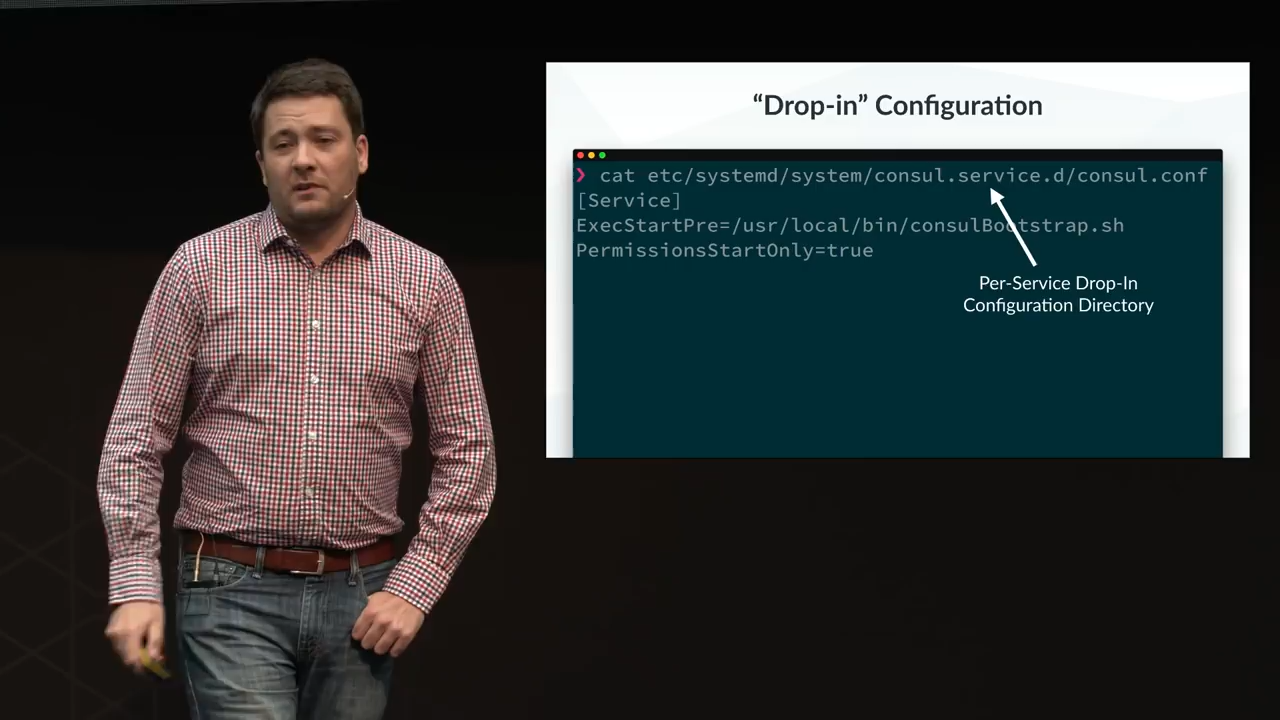 “Drop-in” Configuration
❯ cat etc/systemd/system/consul.service.d/consul.conf
[Service]
ExecStartPre=/usr/local/bin/consulBootstrap.sh
PermissionsStartOnly=true
Per-Service Drop-In
Configuration Directory